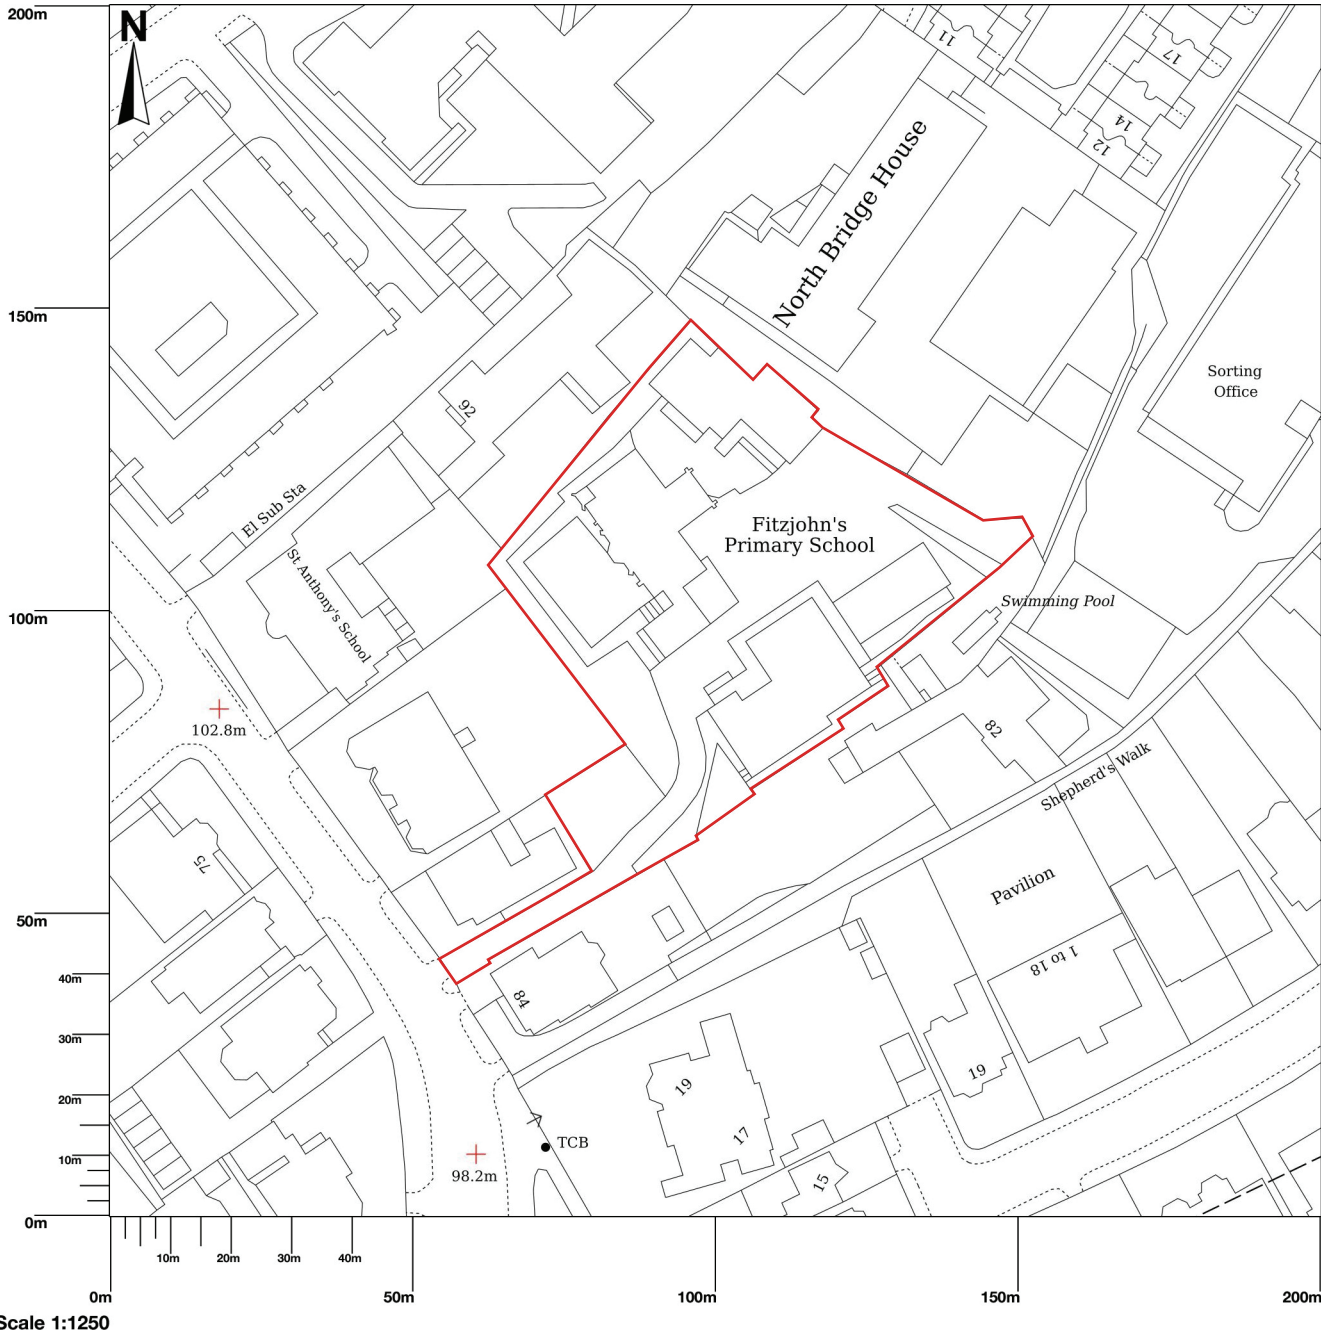 200m
N
11
17
14
12
North Bridge House
150m
Sorting
Office
92
El Sub Sta
Fitzjohn's
Primary School
St Anthony's School
100m
Swimming Pool
102.8m
82
Shepherd's Walk
75
Pavilion
50m
1 to 18
40m
84
30m
19
19
20m
17
TCB
10m
98.2m
15
0m
10m
20m
30m
40m
0m
50m
100m
150m
200m
Scale 1:1250